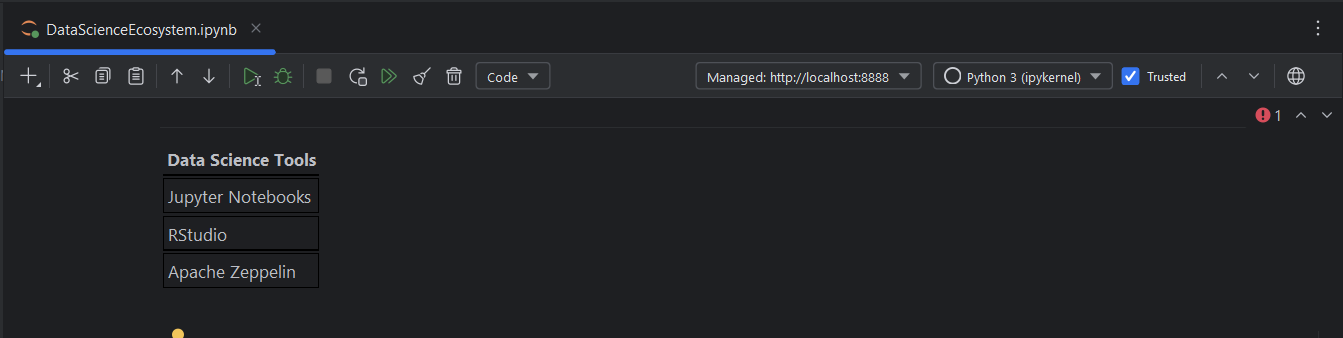 DataScienceEcosystem.ipynb
Code
Managed: http://localhost:8888
Python 3 (ipykernel)
Trusted
1
Data Science Tools
Jupyter Notebooks
RStudio
Apache Zeppelin